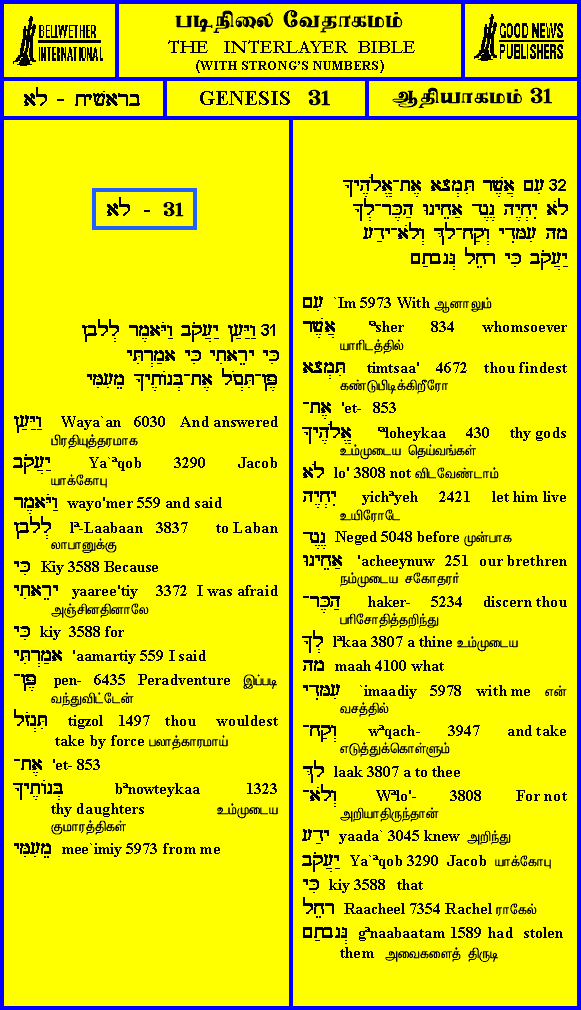 BELLWETHER
INTERNATIONAL
படிநிலை வேதாகமம்
THE INTERLAYER BIBLE
(WITH STRONG'S NUMBERS)
GOOD NEWS
PUBLISHERS
בראשית - לא
GENESIS 31
ஆதியாகமம் 31
לא - 31
31 וַיַּעַן יַעֲקֹב וַיֹּאמֶר לְלָבָן
כִּי יָרֵאתִי כִּי אָמַרְתִּי
פֶּן־תִּגְזֹל אֶת־בְּנוֹתֶיךָ מֵעִמִּי
וַיַּעַן Waya`an 6030 And answered
பிரதியுத்தரமாக
יַעֲקֹב Ya`ªqob 3290 Jacob
யாக்கோபு
וַיֹּאמֶר wayo'mer 559 and said
לְלָבָן lª-Laabaan 3837 to Laban
லாபானுக்கு
כִּי Kiy 3588 Because
יָרֵאתִי yaaree'tiy 3372 I was afraid
அஞ்சினதினாலே
כִּי kiy 3588 for
אָמַרְתִּי 'aamartiy 559 I said
פֶּן־ pen- 6435 Peradventure இப்படி
வந்துவிட்டேன்
תִּגְזֹל tigzol 1497 thou wouldest
take by force பலாத்காரமாய்
אֶת־ 'et- 853
בְּנוֹתֶיךָ bªnowteykaa 1323
thy daughters உம்முடைய
குமாரத்திகள்
מֵעִמִּי mee`imiy 5973 from me
32 עִם אֲשֶׁר תִּמְצָא אֶת־אֱלֹהֶיךָ
לֹא יִחְיֶה נֶגֶד אַחֵינוּ הַכֶּר־לְךָ
מָה עִמָּדִי וְקַח־לָךְ וְלֹא־יָדַע
יַעֲקֹב כִּי רָחֵל גְּנָבָתַם
עִם `Im 5973 With ஆனாலும்
אֲשֶׁר 'ªsher 834 whomsoever
யாரிடத்தில்
תִּמְצָא timtsaa' 4672 thou findest
கண்டுபிடிக்கிறீரோ
אֶת־ 'et- 853
אֱלֹהֶיךָ 'ªloheykaa 430 thy gods
உம்முடைய தெய்வங்கள்
לֹא lo' 3808 not விடவேண்டாம்
יִחְיֶה yichªyeh 2421 let him live
உயிரோடே
נֶגֶד Neged 5048 before முன்பாக
אַחֵינוּ 'acheeynuw 251 our brethren
நம்முடைய சகோதரர்
הַכֶּר־ haker- 5234 discern thou
பரிசோதித்தறிந்து
לְךָ lªkaa 3807 a thine உம்முடைய
מָה maah 4100 what
עִמָּדִי `imaadiy 5978 with me என்
வசத்தில்
וְקַח־ wªqach- 3947 and take
எடுத்துக்கொள்ளும்
לָךְ laak 3807 a to thee
וְלֹא־ Wªlo'- 3808 For not
அறியாதிருந்தான்
יָדַע yaada` 3045 knew அறிந்து
יַעֲקֹב Ya`ªqob 3290 Jacob யாக்கோபு
כִּי kiy 3588 that
רָחֵל Raacheel 7354 Rachel ராகேல்
גְּנָבָתַם gªnaabaatam 1589 had stolen
them அவைகளைத் திருடி